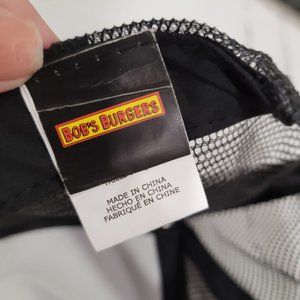 BOB'S BURGERS
MADE IN CHINA
HECHO EN CHINA
FABRIQUÉ EN CHINE